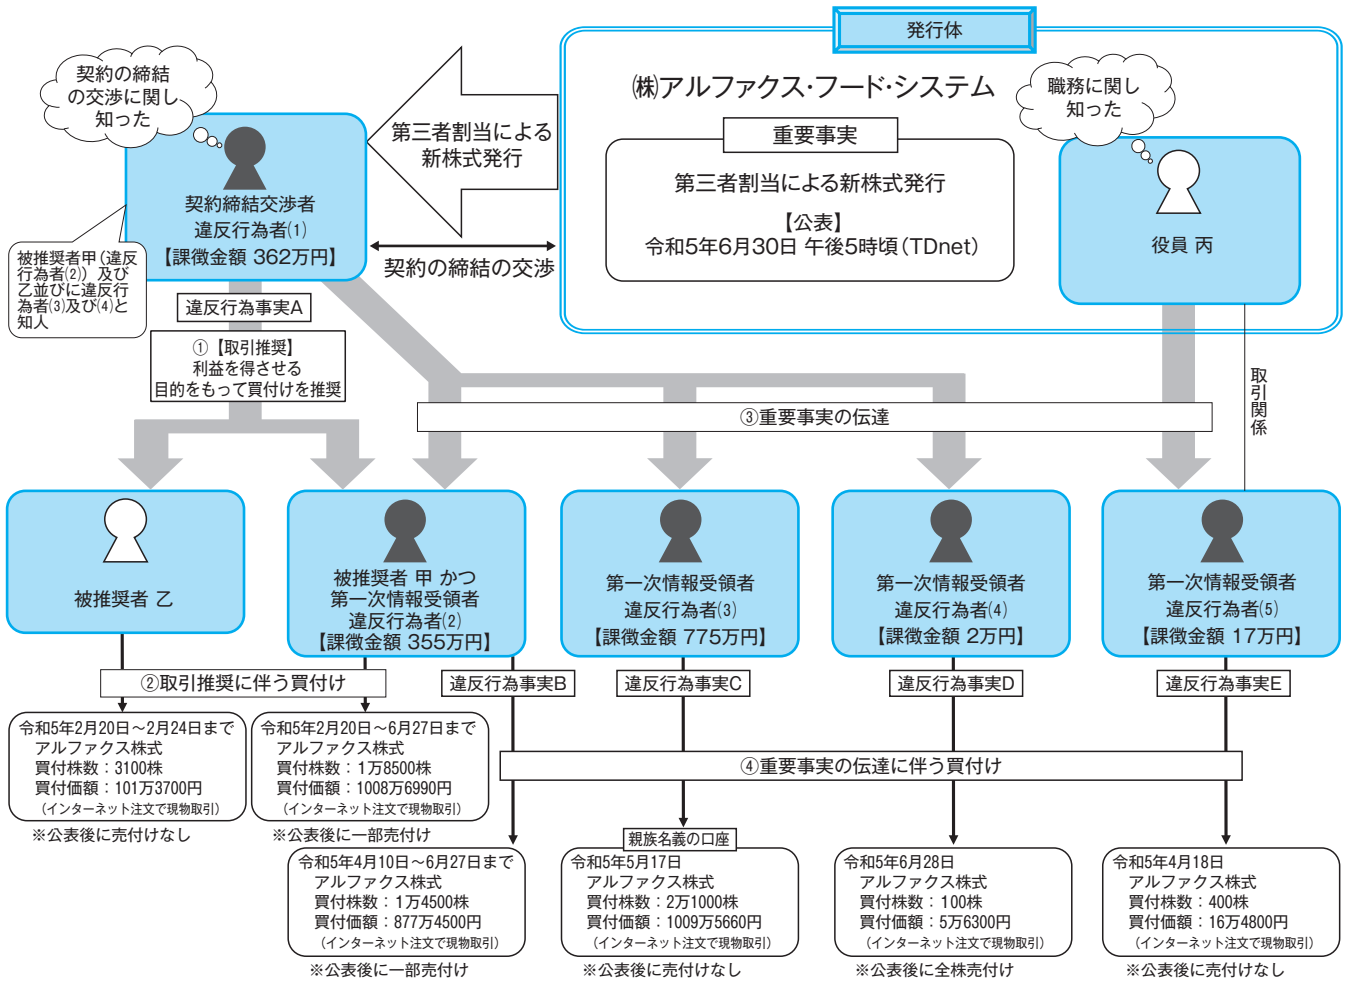 発行体
㈱アルファクス・フード・システム
重要事実
第三者割当による新株式発行
【公表】
令和5年6月30日 午後5時頃（TDnet）
職務に関し
知った
役員 丙
契約の締結
の交渉に関し
知った
第三者割当による
新株式発行
契約締結交渉者
違反行為者⑴
【課徴金額 362万円】
契約の締結の交渉
被推奨者甲（違反
行為者⑵）及び
乙並びに違反行
為者⑶及び⑷と
知人
違反行為事実A
①【取引推奨】
利益を得させる
目的をもって買付けを推奨
③重要事実の伝達
取引関係
被推奨者 乙
被推奨者 甲 かつ
第一次情報受領者
違反行為者⑵
【課徴金額 355万円】
第一次情報受領者
違反行為者⑶
【課徴金額 775万円】
第一次情報受領者
違反行為者⑷
【課徴金額 2万円】
第一次情報受領者
違反行為者⑸
【課徴金額 17万円】
②取引推奨に伴う買付け
違反行為事実B
違反行為事実C
違反行為事実D
違反行為事実E
令和5年2月20日～2月24日まで
アルファクス株式
買付株数：3100株
買付価額：101万3700円
（インターネット注文で現物取引）
※公表後に売付けなし
令和5年2月20日～6月27日まで
アルファクス株式
買付株数：1万8500株
買付価額：1008万6990円
（インターネット注文で現物取引）
※公表後に一部売付け
④重要事実の伝達に伴う買付け
令和5年4月10日～6月27日まで
アルファクス株式
買付株数：1万4500株
買付価額：877万4500円
（インターネット注文で現物取引）
※公表後に一部売付け
親族名義の口座
令和5年5月17日
アルファクス株式
買付株数：2万1000株
買付価額：1009万5660円
（インターネット注文で現物取引）
※公表後に売付けなし
令和5年6月28日
アルファクス株式
買付株数：100株
買付価額：5万6300円
（インターネット注文で現物取引）
※公表後に全株売付け
令和5年4月18日
アルファクス株式
買付株数：400株
買付価額：16万4800円
（インターネット注文で現物取引）
※公表後に売付けなし